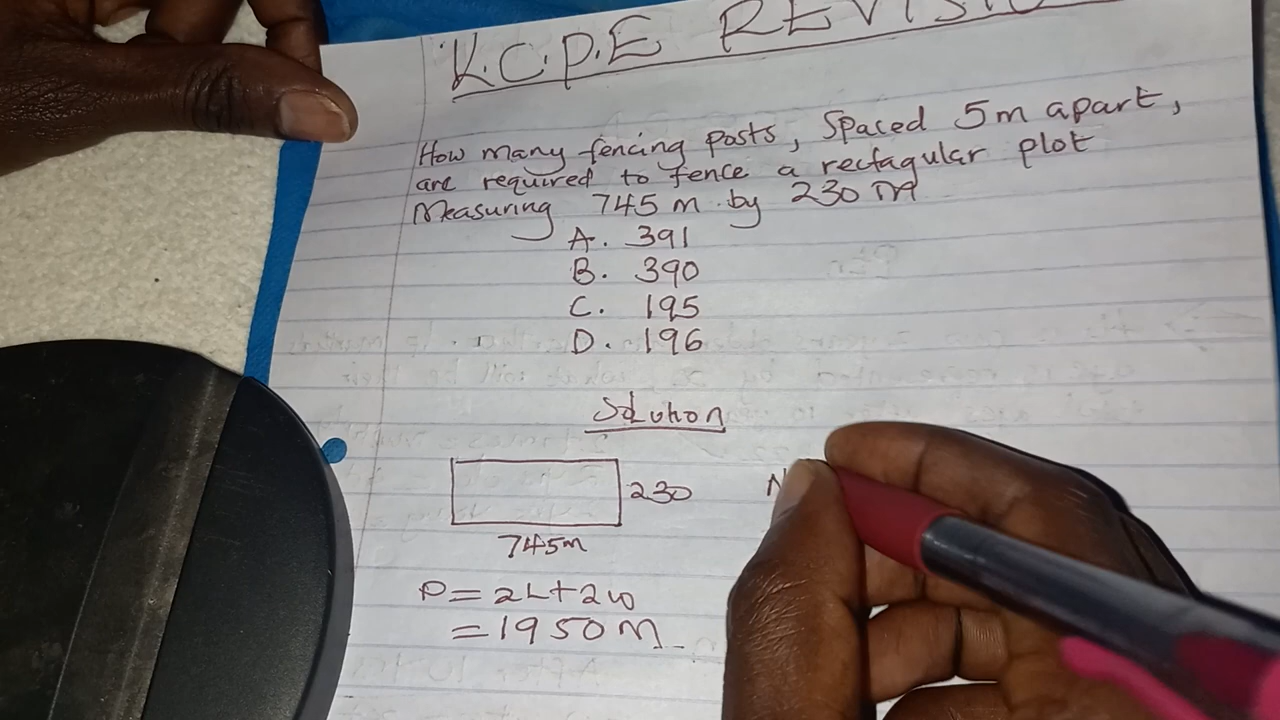 K.C.P.E
How many fencing posts, Spaced 5m apart,
are required to fence a rectagular plot
Measuring 745 m by 230 m
A. 391
B. 390
C. 195
D. 196
Solution
230
745m
P = 2L + 2w
= 1950m
N